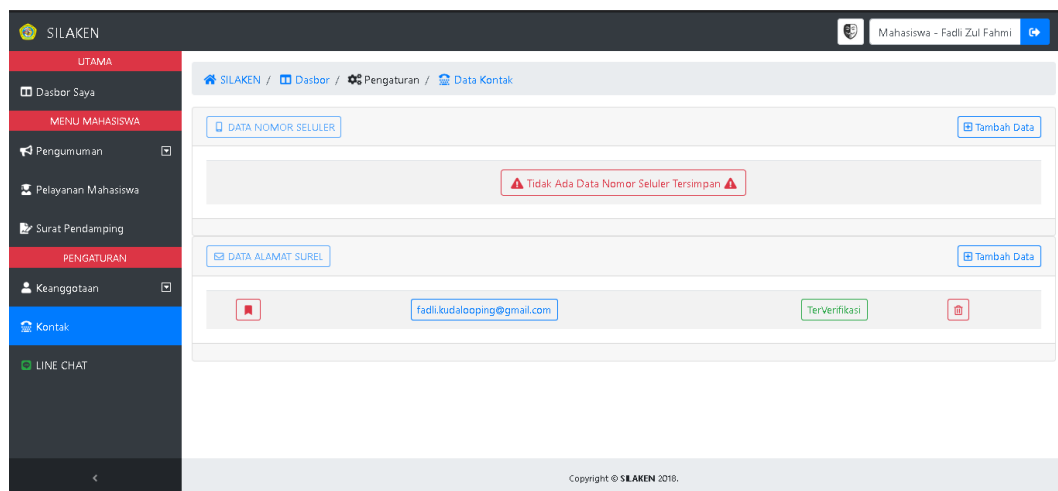 SILAKEN
Mahasiswa - Fadli Zul Fahmi
UTAMA
Dasbor Saya
MENU MAHASISWA
Pengumuman
Pelayanan Mahasiswa
Surat Pendamping
PENGATURAN
Keanggotaan
Kontak
LINE CHAT
SILAKEN / Dasbor / Pengaturan / Data Kontak
DATA NOMOR SELULER
Tambah Data
Tidak Ada Data Nomor Seluler Tersimpan
DATA ALAMAT SUREL
Tambah Data
fadli.kudalooping@gmail.com
TerVerifikasi
Copyright © SILAKEN 2018.